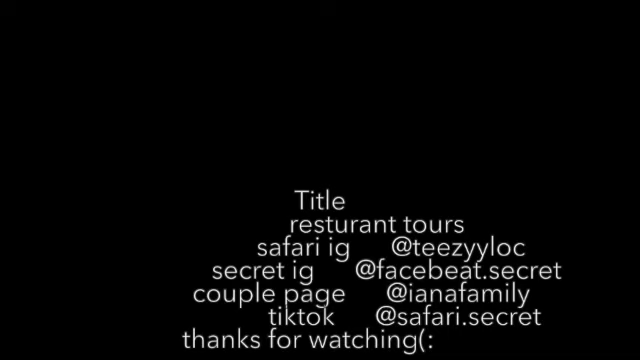 Title
resturant tours
safari ig @teezyyloc
secret ig @facebeat.secret
couple page @ianafamily
tiktok @safari.secret
thanks for watching(: